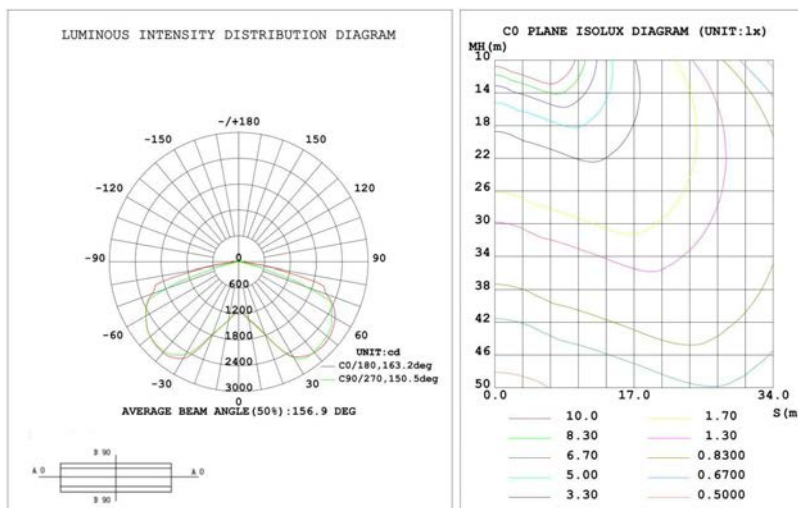 LUMINOUS INTENSITY DISTRIBUTION DIAGRAM
-/+180
-150 150
-120 120
-90 90
-60 60
-30 30
0
0
600
1200
1800
2400
3000
UNIT:cd
C0/180,163.2deg
C90/270,150.5deg
AVERAGE BEAM ANGLE(50%):156.9 DEG
B 90
A 0 A 0
B 90
C0 PLANE ISOLUX DIAGRAM (UNIT:lx)
MH(m)
10
14
18
22
26
30
34
38
42
46
50
0.0 17.0 34.0
S(m
10.0 1.70
8.30 1.30
6.70 0.8300
5.00 0.6700
3.30 0.5000